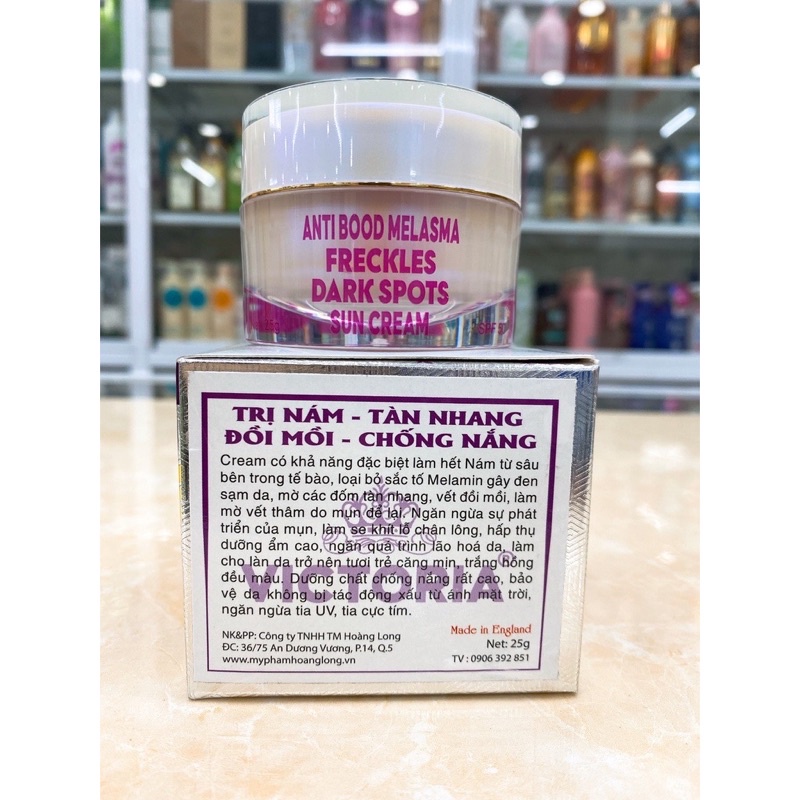 ANTI BOOD MELASMA
FRECKLES
DARK SPOTS
SUN CREAM
25g
SPF 50
TRỊ NÁM - TÀN NHANG
ĐỒI MỒI - CHỐNG NẮNG
Cream có khả năng đặc biệt làm hết Nám từ sâu
bên trong tế bào, loại bỏ sắc tố Melamin gây đen
sạm da, mờ các đốm tàn nhang, vết đồi mồi, làm
mờ vết thâm do mụn để lại. Ngăn ngừa sự phát
triển của mụn, làm se khít lỗ chân lông, hấp thụ
dưỡng ẩm cao, ngăn quá trình lão hoá da, làm
cho làn da trở nên tươi trẻ căng mịn, trắng hồng
đều màu. Dưỡng chất chống nắng rất cao, bảo
vệ da không bị tác động xấu từ ánh mặt trời,
ngăn ngừa tia UV, tia cực tím.
VICTORIA®
Made in England
NK&PP: Công ty TNHH TM Hoàng Long
Net: 25g
ĐC: 36/75 An Dương Vương, P.14, Q.5
www.myphamhoanglong.vn
TV : 0906 392 851